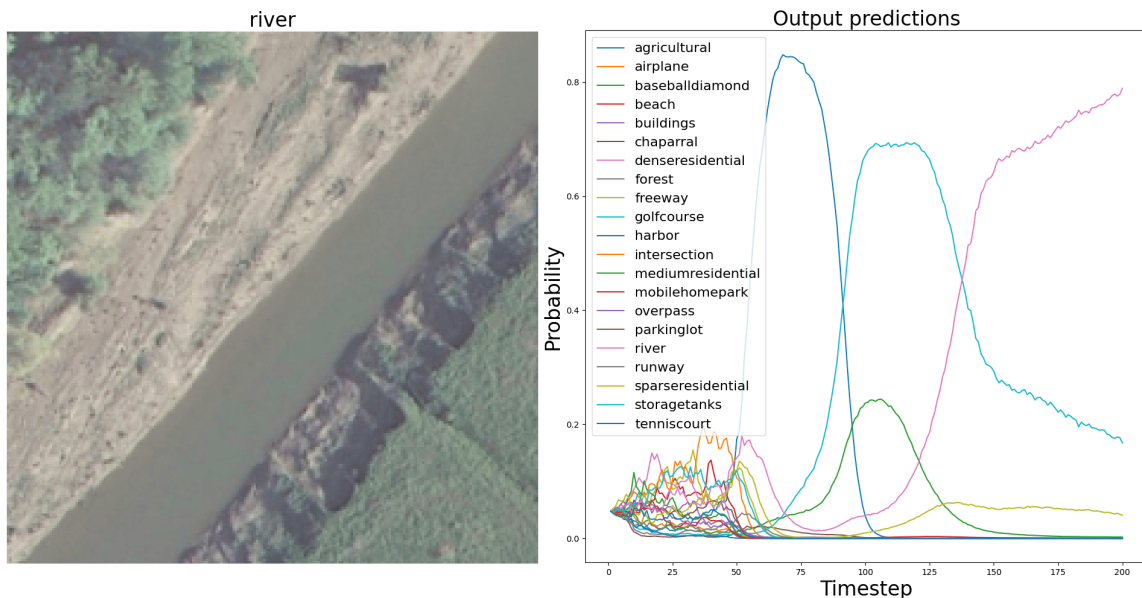 river
Output predictions
agricultural
airplane
baseballdiamond
beach
buildings
chaparral
denseresidential
forest
freeway
golfcourse
harbor
intersection
mediumresidential
mobilehomepark
overpass
parkinglot
river
runway
sparseresidential
storagetanks
tenniscourt
Probability
0.8
0.6
0.4
0.2
0.0
0
25
50
75
100
125
150
175
200
Timestep